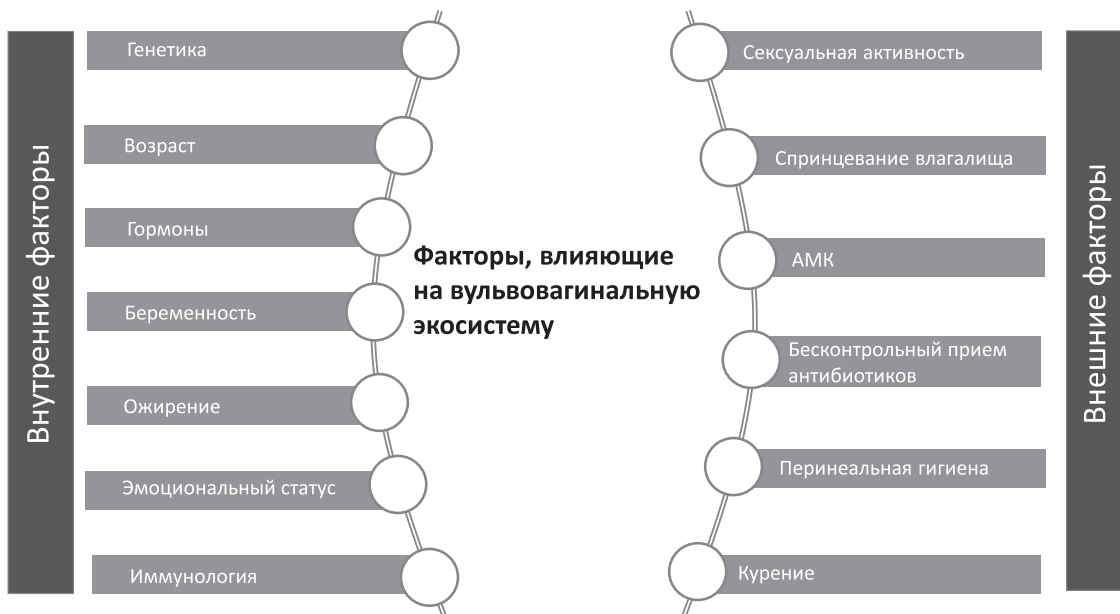 Внутренние факторы
Генетика
Возраст
Гормоны
Беременность
Ожирение
Эмоциональный статус
Иммунология
Факторы, влияющие
на вульвовагинальную
экосистему
Сексуальная активность
Спринцевание влагалища
АМК
Бесконтрольный прием
антибиотиков
Перинеальная гигиена
Курение
Внешние факторы